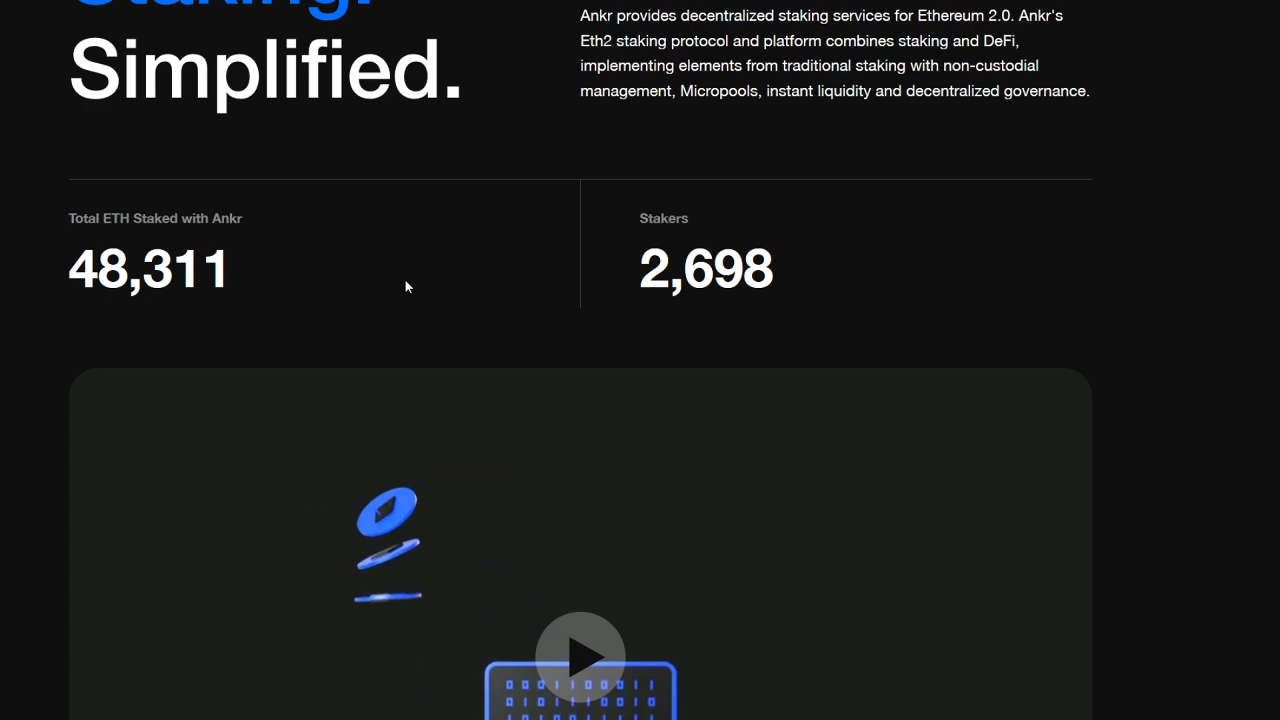 Staking.
Simplified.
Ankr provides decentralized staking services for Ethereum 2.0. Ankr's
Eth2 staking protocol and platform combines staking and DeFi,
implementing elements from traditional staking with non-custodial
management, Micropools, instant liquidity and decentralized governance.
Total ETH Staked with Ankr
48,311
Stakers
2,698